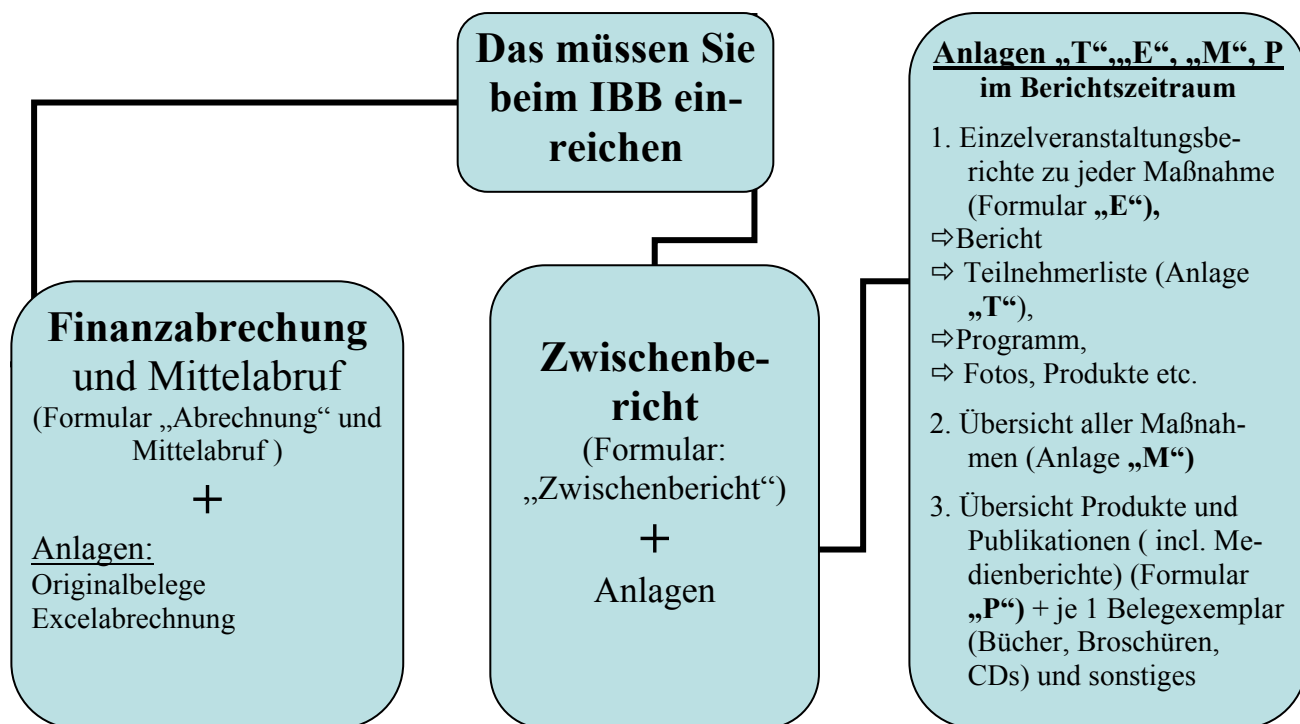 Das müssen Sie
beim IBB ein-
reichen
Finanzabrechung
und Mittelabruf
(Formular „Abrechnung“ und
Mittelabruf )
+
Anlagen:
Originalbelege
Excelabrechnung
Zwischenbe-
richt
(Formular:
„Zwischenbericht“)
+
Anlagen
Anlagen „T“„E“, „M“, P
im Berichtszeitraum
1. Einzelveranstaltungsbe-
richte zu jeder Maßnahme
(Formular „E“),
⇨Bericht
⇨ Teilnehmerliste (Anlage
„T“),
⇨Programm,
⇨ Fotos, Produkte etc.
2. Übersicht aller Maßnah-
men (Anlage „M“)
3. Übersicht Produkte und
Publikationen ( incl. Me-
dienberichte) (Formular
„P“) + je 1 Belegexemplar
(Bücher, Broschüren,
CDs) und sonstiges